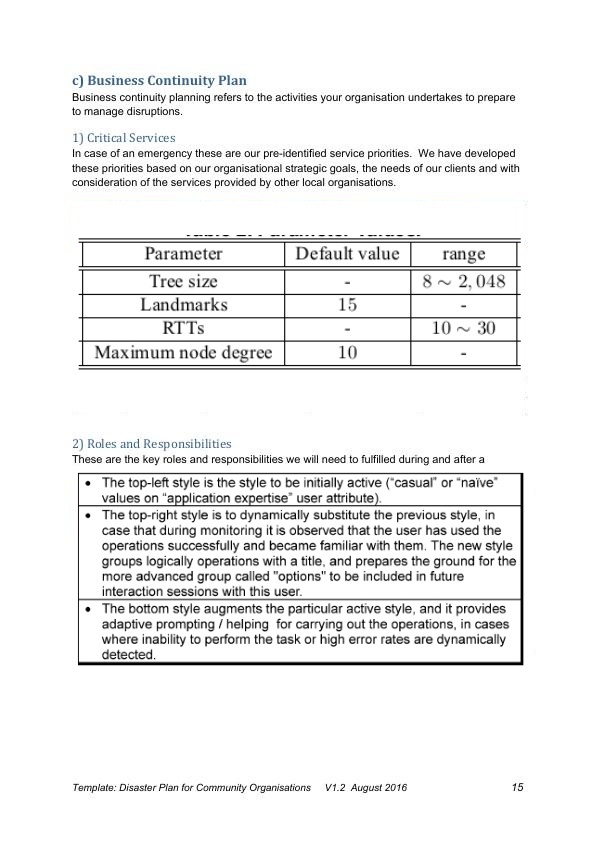 c) Business Continuity Plan
Business continuity planning refers to the activities your organisation undertakes to prepare
to manage disruptions.
1) Critical Services
In case of an emergency these are our pre-identified service priorities.  We have developed
these priorities based on our organisational strategic goals, the needs of our clients and with
consideration of the services provided by other local organisations.
Parameter Default value range
Tree size - 8 ~ 2, 048
Landmarks 15 -
RTTs - 10 ~ 30
Maximum node degree 10 -
2) Roles and Responsibilities
These are the key roles and responsibilities we will need to fulfilled during and after a
• The top-left style is the style to be initially active ("casual" or "naïve"
values on "application expertise" user attribute).
• The top-right style is to dynamically substitute the previous style, in
case that during monitoring it is observed that the user has used the
operations successfully and became familiar with them. The new style
groups logically operations with a title, and prepares the ground for the
more advanced group called "options" to be included in future
interaction sessions with this user.
• The bottom style augments the particular active style, and it provides
adaptive prompting / helping  for carrying out the operations, in cases
where inability to perform the task or high error rates are dynamically
detected.
Template: Disaster Plan for Community Organisations V1.2 August 2016 15